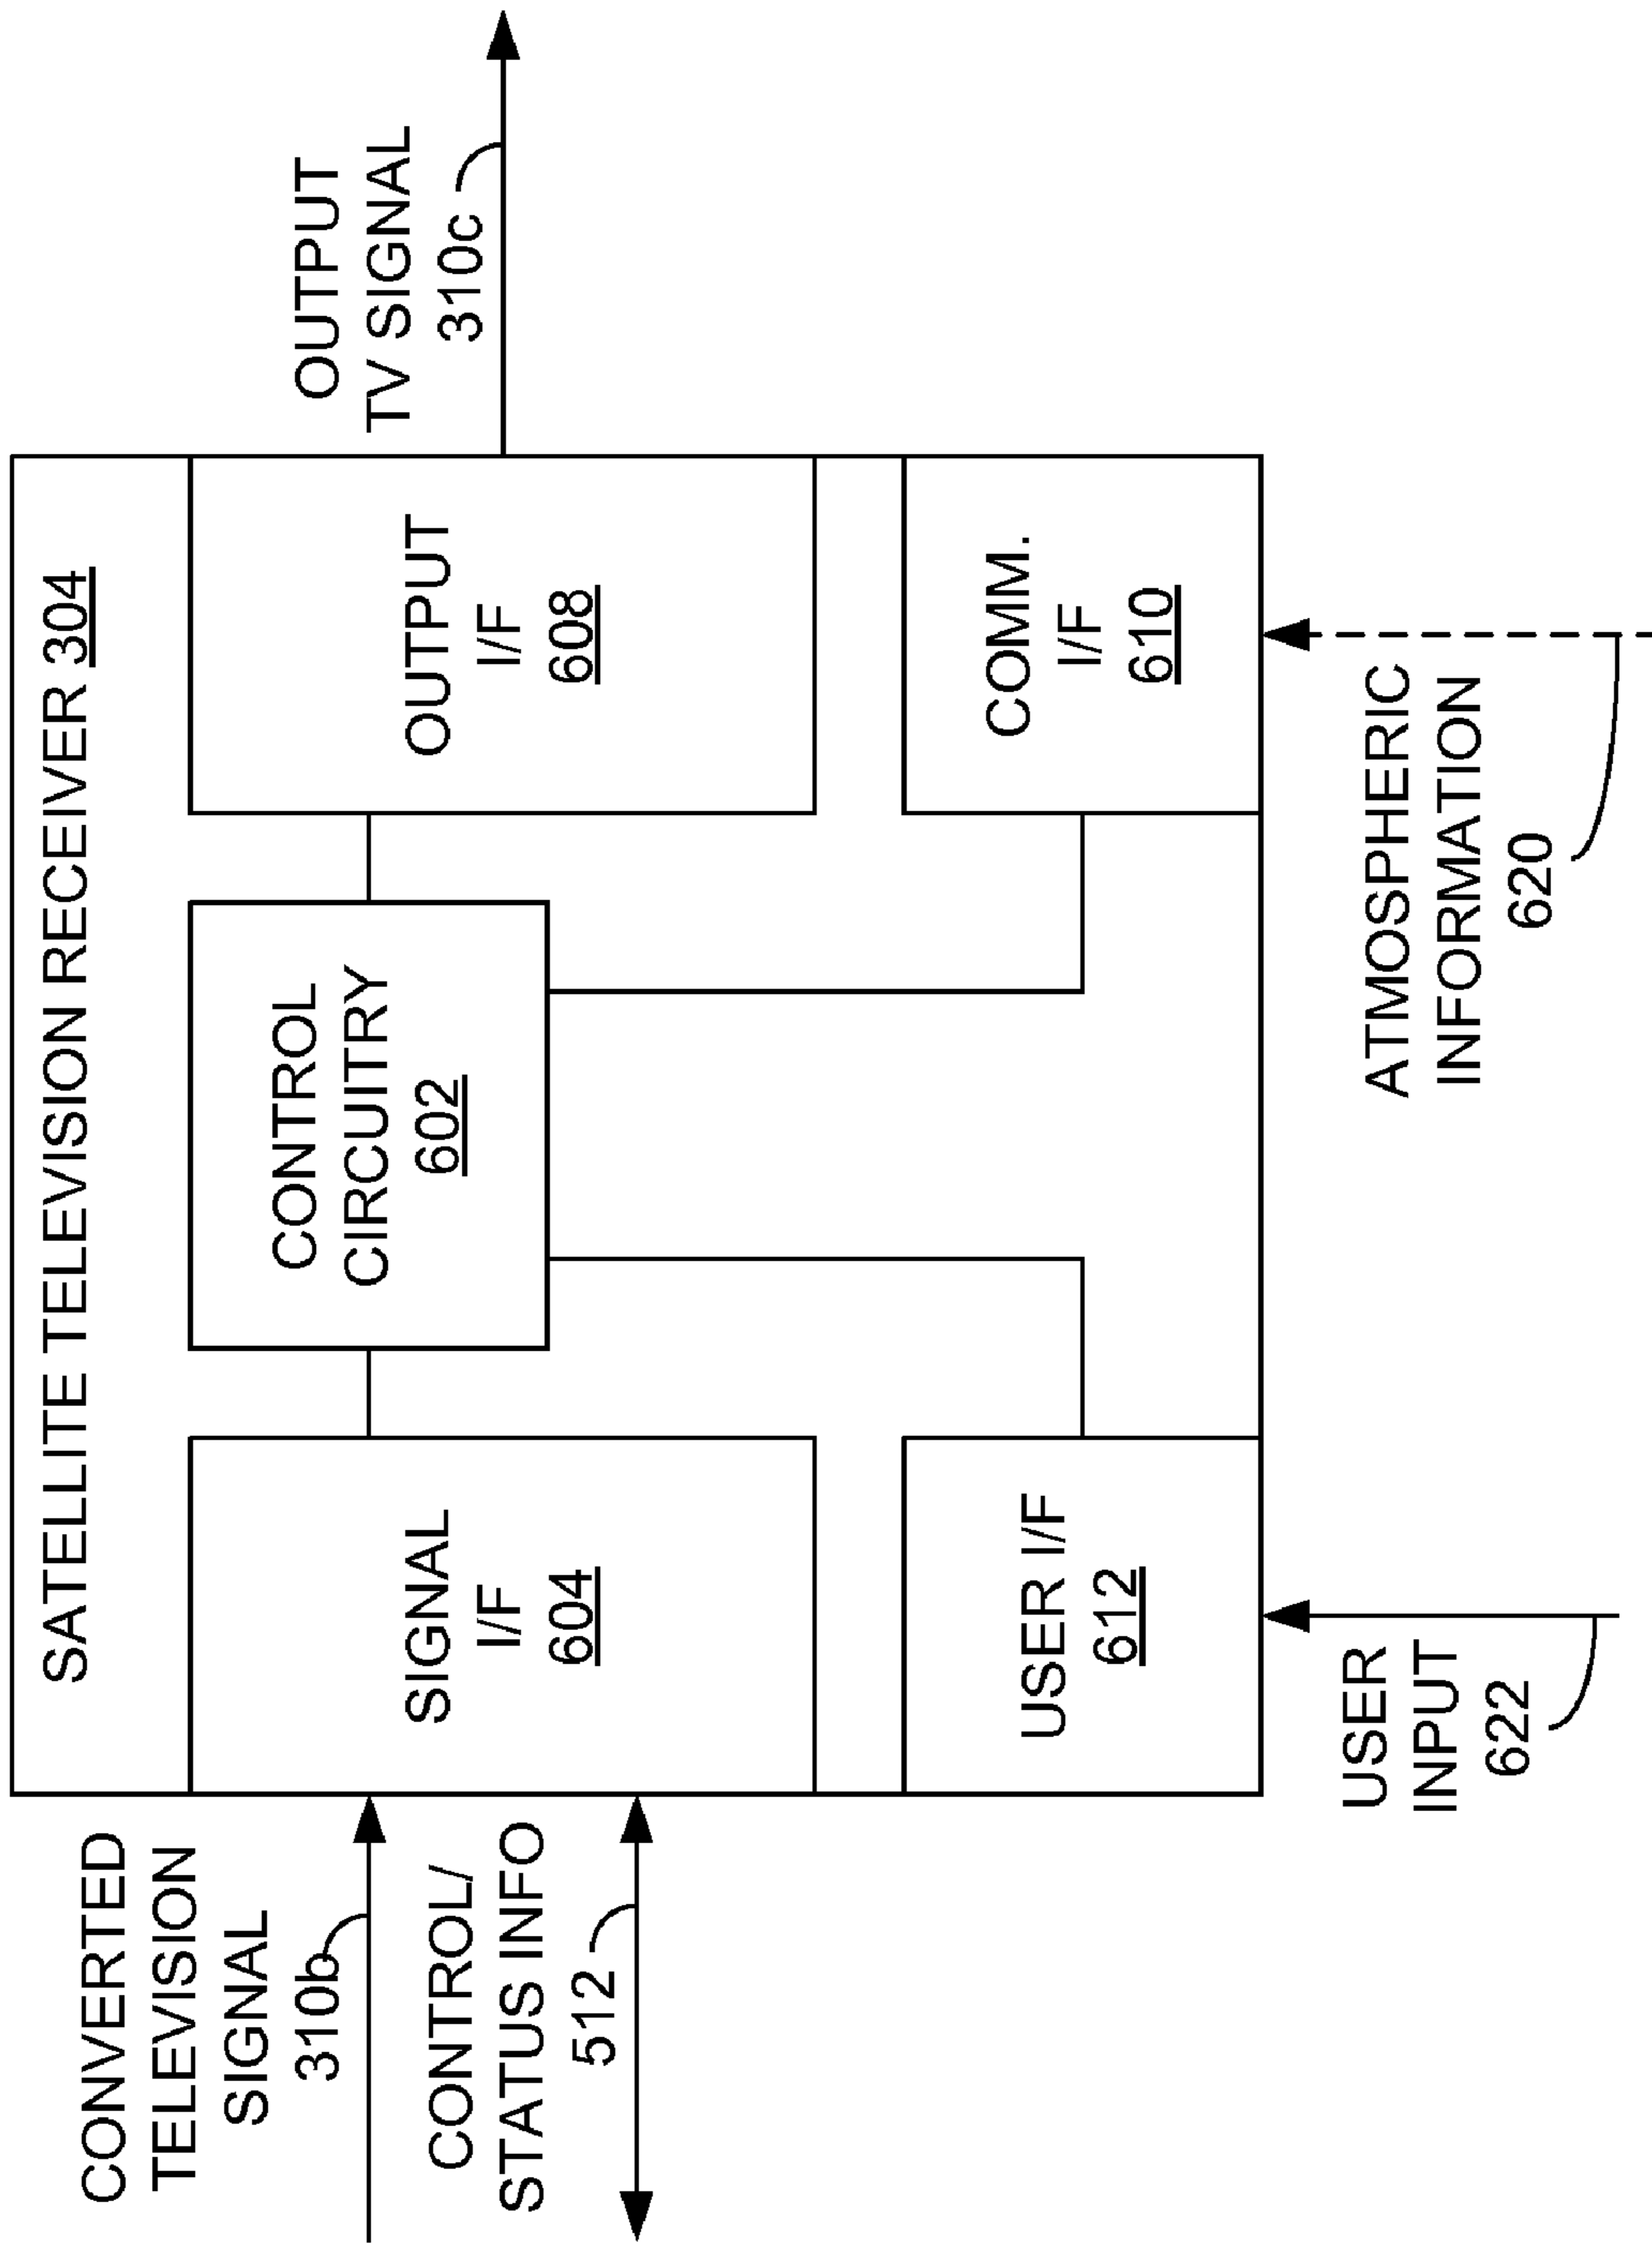 SATELLITE TELEVISION RECEIVER 304
CONVERTED
TELEVISION
SIGNAL
310b
CONTROL/
STATUS INFO
512
SIGNAL
I/F
604
CONTROL
CIRCUITRY
602
OUTPUT
I/F
608
OUTPUT
TV SIGNAL
310c
USER I/F
612
COMM.
I/F
610
USER
INPUT
622
ATMOSPHERIC
INFORMATION
620